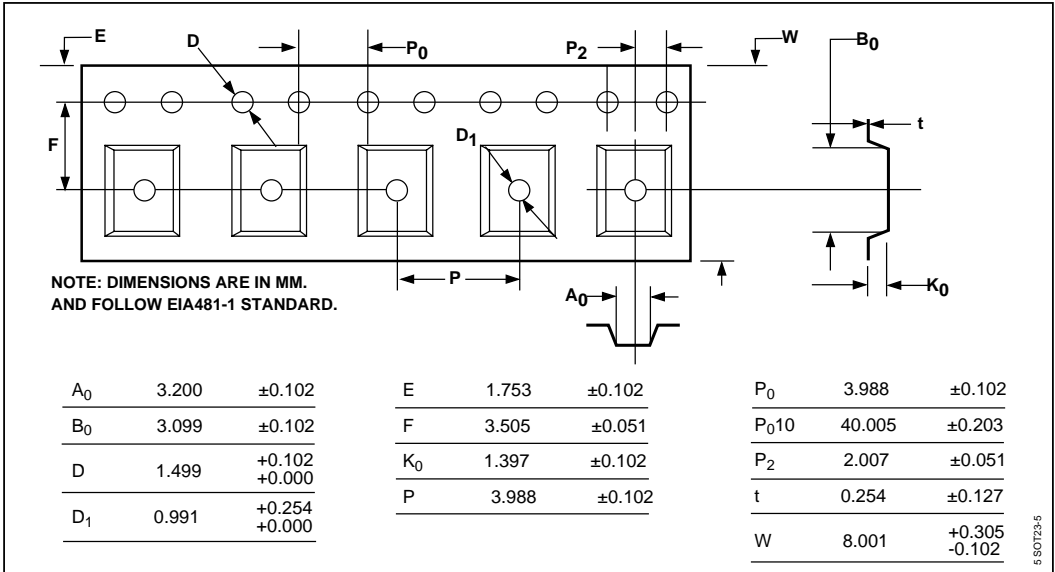 E
D
P0
P2
W
B0
t
F
D1
NOTE: DIMENSIONS ARE IN MM.
AND FOLLOW EIA481-1 STANDARD.
P
A0
K0
A0 3.200 ±0.102
B0 3.099 ±0.102
D 1.499 +0.102
+0.000
D1 0.991 +0.254
+0.000
E 1.753 ±0.102
F 3.505 ±0.051
K0 1.397 ±0.102
P 3.988 ±0.102
P0 3.988 ±0.102
P010 40.005 ±0.203
P2 2.007 ±0.051
t 0.254 ±0.127
W 8.001 +0.305
-0.102
5 SOT23-5